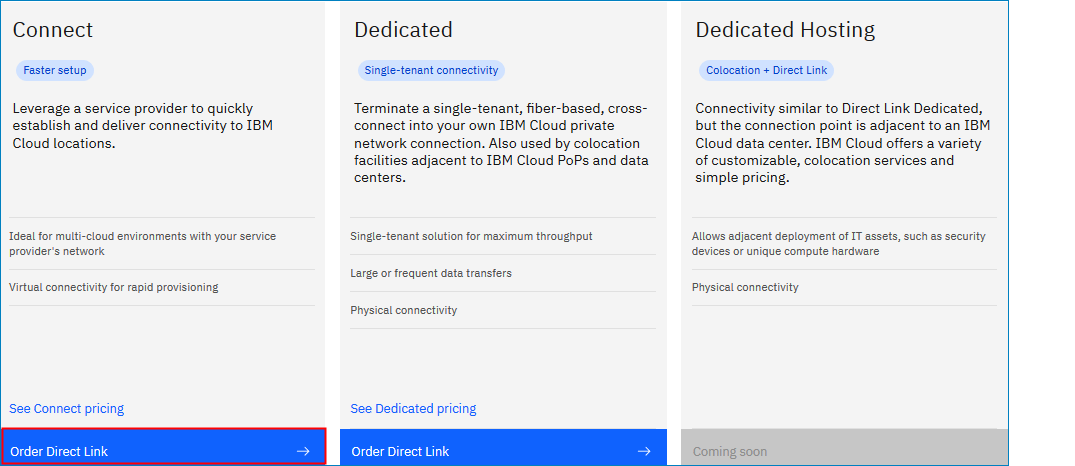 Connect
Faster setup
Leverage a service provider to quickly
establish and deliver connectivity to IBM
Cloud locations.
Ideal for multi-cloud environments with your service
provider's network
Virtual connectivity for rapid provisioning
See Connect pricing
Order Direct Link
Dedicated
Single-tenant connectivity
Terminate a single-tenant, fiber-based, cross-
connect into your own IBM Cloud private
network connection. Also used by colocation
facilities adjacent to IBM Cloud PoPs and data
centers.
Single-tenant solution for maximum throughput
Large or frequent data transfers
Physical connectivity
See Dedicated pricing
Order Direct Link
Dedicated Hosting
Colocation + Direct Link
Connectivity similar to Direct Link Dedicated,
but the connection point is adjacent to an IBM
Cloud data center. IBM Cloud offers a variety
of customizable, colocation services and
simple pricing.
Allows adjacent deployment of IT assets, such as security
devices or unique compute hardware
Physical connectivity
Coming soon